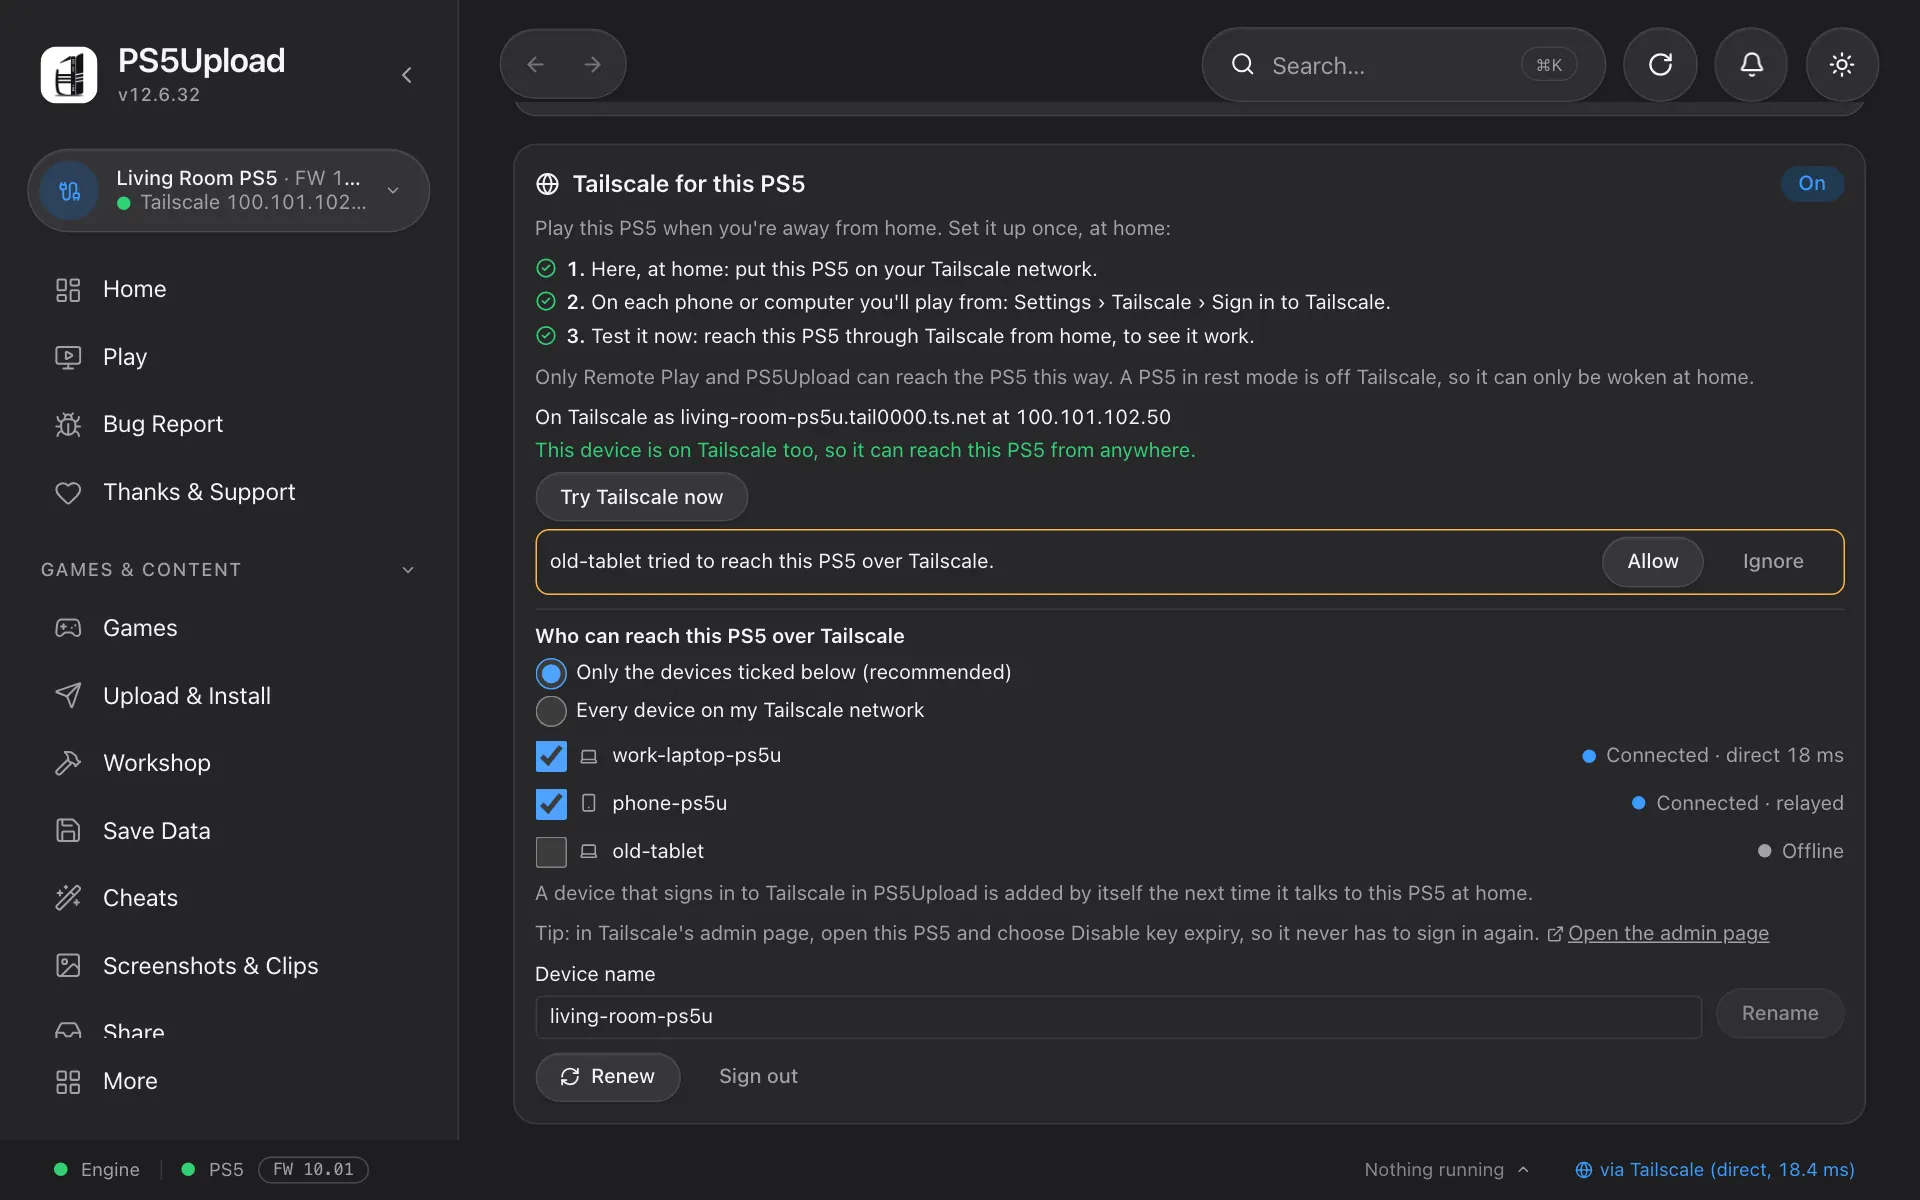 PS5Upload
v12.6.32
Living Room PS5 · FW 1...
Tailscale 100.101.102...
Home
Play
Bug Report
Thanks & Support
GAMES & CONTENT
Games
Upload & Install
Workshop
Save Data
Cheats
Screenshots & Clips
Share
More
Search...
⌘K
Tailscale for this PS5
On
Play this PS5 when you're away from home. Set it up once, at home:
1. Here, at home: put this PS5 on your Tailscale network.
2. On each phone or computer you'll play from: Settings › Tailscale › Sign in to Tailscale.
3. Test it now: reach this PS5 through Tailscale from home, to see it work.
Only Remote Play and PS5Upload can reach the PS5 this way. A PS5 in rest mode is off Tailscale, so it can only be woken at home.
On Tailscale as living-room-ps5u.tail0000.ts.net at 100.101.102.50
This device is on Tailscale too, so it can reach this PS5 from anywhere.
Try Tailscale now
old-tablet tried to reach this PS5 over Tailscale.
Allow
Ignore
Who can reach this PS5 over Tailscale
Only the devices ticked below (recommended)
Every device on my Tailscale network
work-laptop-ps5u
Connected · direct 18 ms
phone-ps5u
Connected · relayed
old-tablet
Offline
A device that signs in to Tailscale in PS5Upload is added by itself the next time it talks to this PS5 at home.
Tip: in Tailscale's admin page, open this PS5 and choose Disable key expiry, so it never has to sign in again. Open the admin page
Device name
living-room-ps5u
Rename
Renew
Sign out
Engine
PS5
FW 10.01
Nothing running
via Tailscale (direct, 18.4 ms)